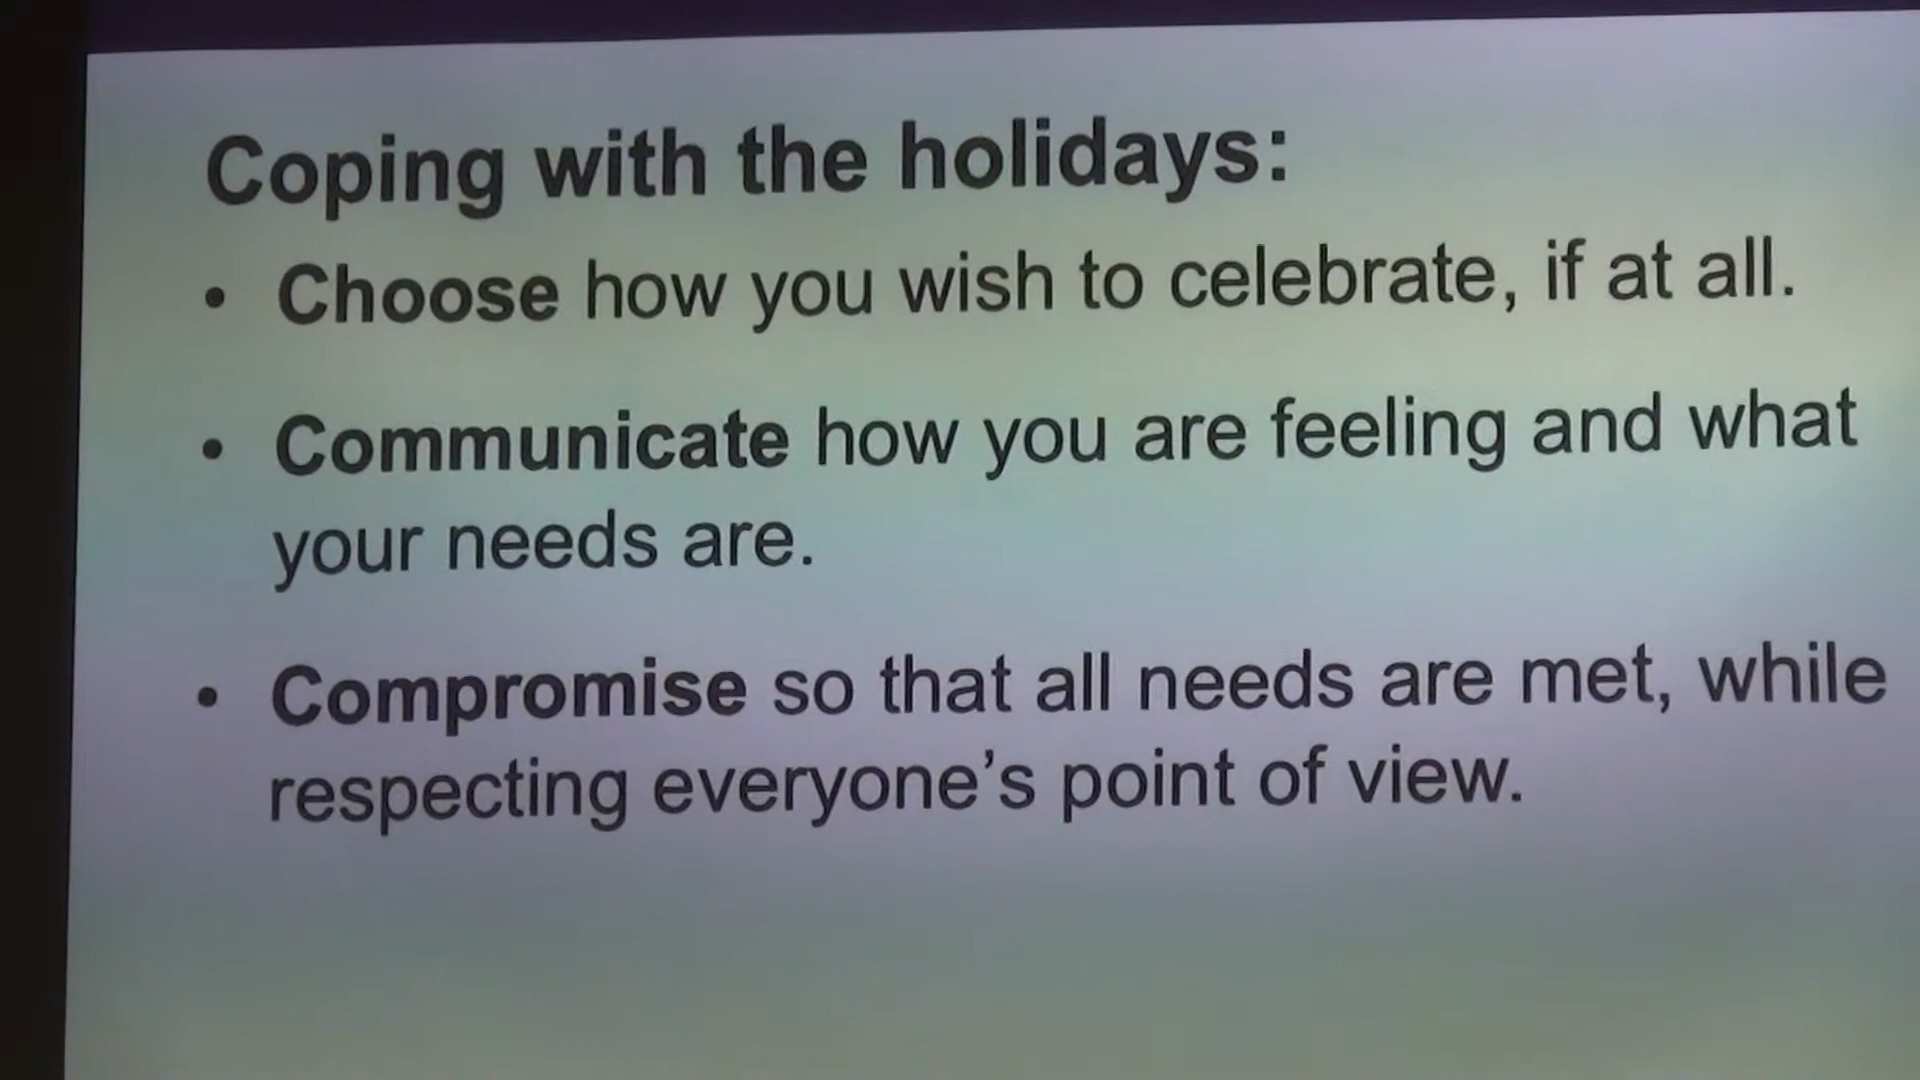 Coping with the holidays:
• Choose how you wish to celebrate, if at all.
• Communicate how you are feeling and what
your needs are.
• Compromise so that all needs are met, while
respecting everyone’s point of view.